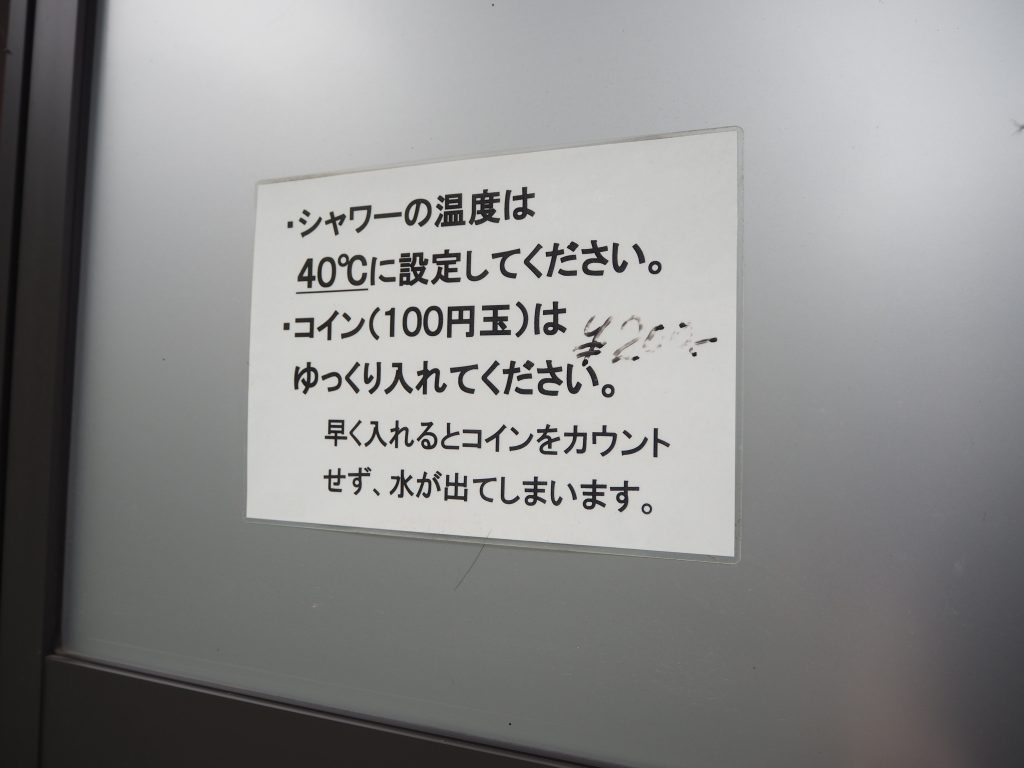 ・シャワーの温度は
40℃に設定してください。
・コイン(100円玉)は ¥200-
ゆっくり入れてください。
早く入れるとコインをカウント
せず、水が出てしまいます。